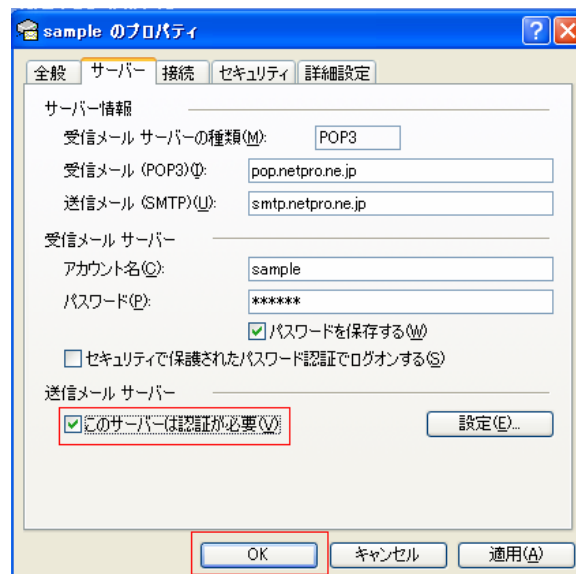 sample のプロパティ
全般 サーバー 接続 セキュリティ 詳細設定
サーバー情報
受信メール サーバーの種類(M): POP3
受信メール (POP3)(I): pop.netpro.ne.jp
送信メール (SMTP)(U): smtp.netpro.ne.jp
受信メール サーバー
アカウント名(C): sample
パスワード(P): ******
パスワードを保存する(W)
セキュリティで保護されたパスワード認証でログオンする(S)
送信メール サーバー
このサーバーは認証が必要(V) 設定(E)...
OK キャンセル 適用(A)